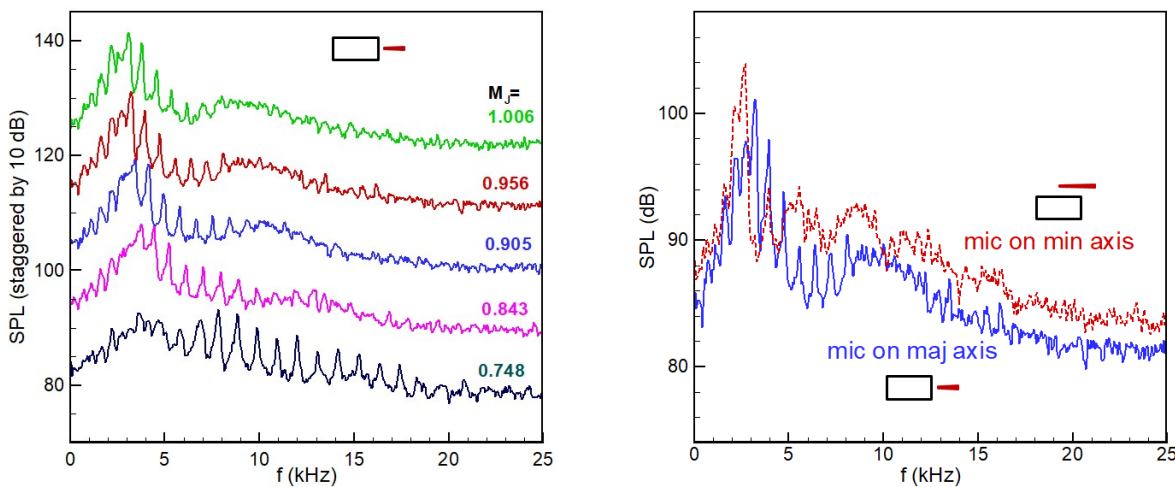 SPL (staggered by 10 dB)
140
120
100
80
M_J=
1.006
0.956
0.905
0.843
0.748
0 5 10 15 20 25
f (kHz)
SPL (dB)
100
90
80
mic on min axis
mic on maj axis
0 5 10 15 20 25
f (kHz)